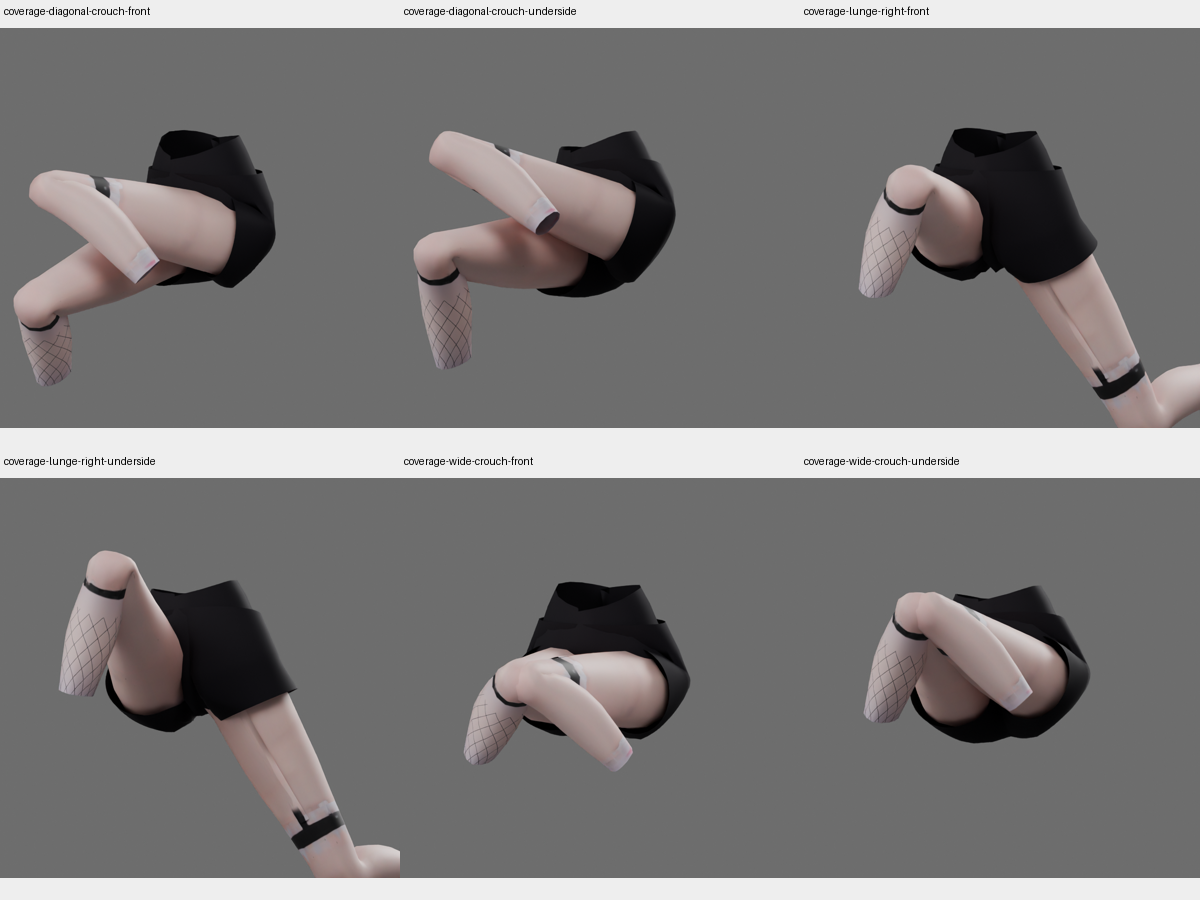 coverage-diagonal-crouch-front
coverage-diagonal-crouch-underside
coverage-lunge-right-front
coverage-lunge-right-underside
coverage-wide-crouch-front
coverage-wide-crouch-underside